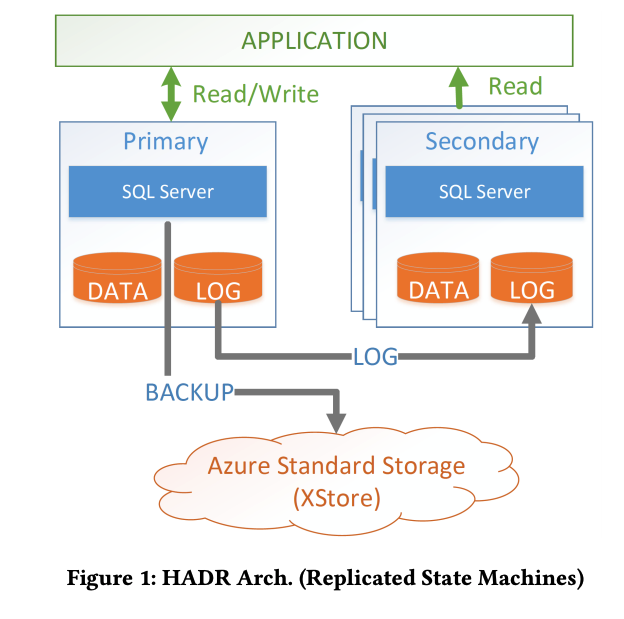 APPLICATION
Read/Write
Read
Primary
SQL Server
DATA
LOG
Secondary
SQL Server
DATA
LOG
LOG
BACKUP
Azure Standard Storage
(XStore)
Figure 1: HADR Arch. (Replicated State Machines)